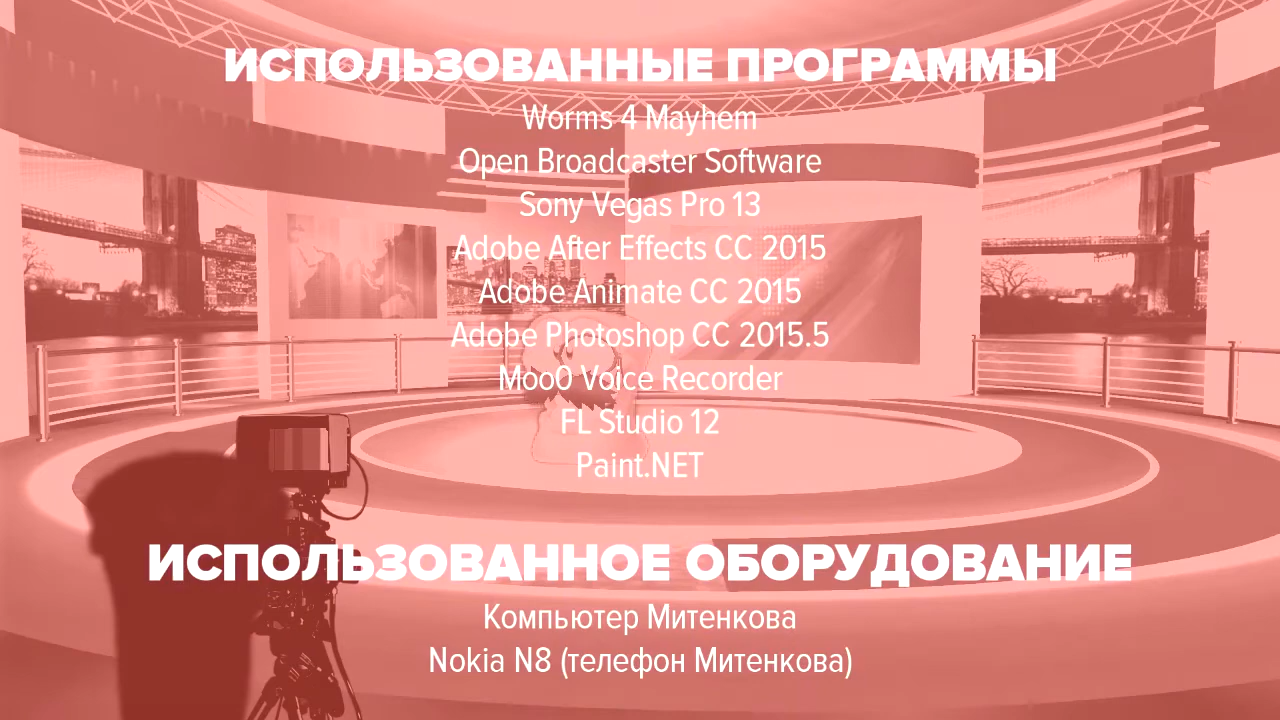 ИСПОЛЬЗОВАННЫЕ ПРОГРАММЫ
Worms 4 Mayhem
Open Broadcaster Software
Sony Vegas Pro 13
Adobe After Effects CC 2015
Adobe Animate CC 2015
Adobe Photoshop CC 2015.5
Moo0 Voice Recorder
FL Studio 12
Paint.NET
ИСПОЛЬЗОВАННОЕ ОБОРУДОВАНИЕ
Компьютер Митенкова
Nokia N8 (телефон Митенкова)